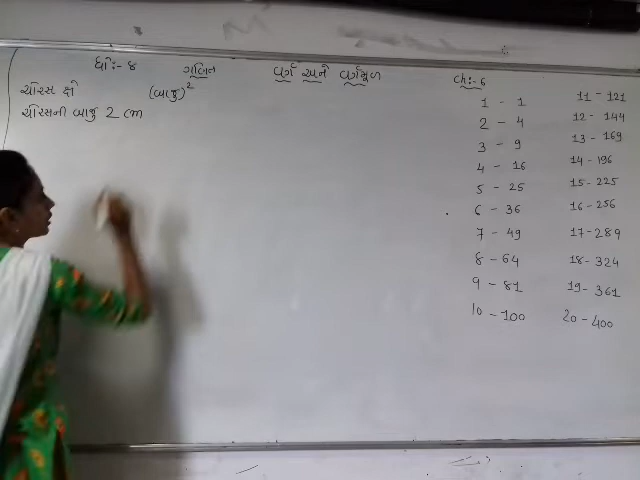 ધો:- ૪ ગણિત વર્ગ અને વર્ગમૂળ Ch:-6
ચોરસ ક્ષે (બાજુ)²
ચોરસની બાજુ 2 cm
1 - 1
2 - 4
3 - 9
4 - 16
5 - 25
6 - 36
7 - 49
8 - 64
9 - 81
10 - 100
11 - 121
12 - 144
13 - 169
14 - 196
15 - 225
16 - 256
17 - 289
18 - 324
19 - 361
20 - 400